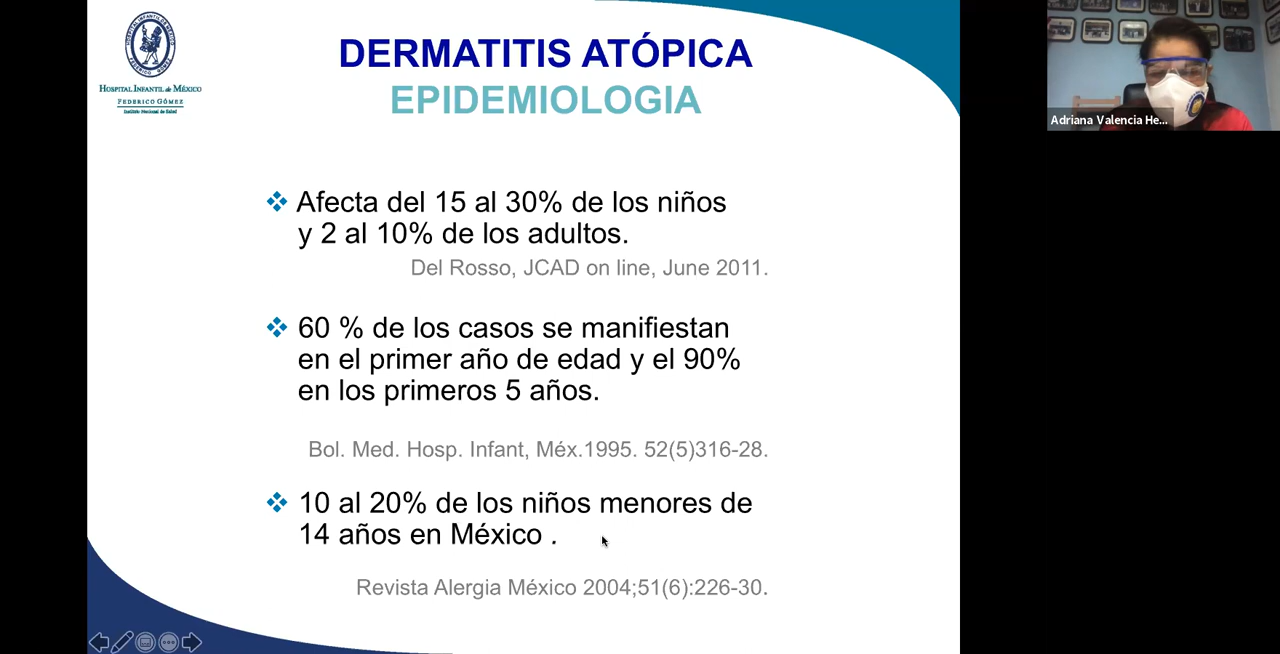 DERMATITIS ATÓPICA
EPIDEMIOLOGIA
HOSPITAL INFANTIL de MÉXICO
FEDERICO GÓMEZ
Instituto Nacional de Salud
Adriana Valencia He...
❖ Afecta del 15 al 30% de los niños
y 2 al 10% de los adultos.
Del Rosso, JCAD on line, June 2011.
❖ 60 % de los casos se manifiestan
en el primer año de edad y el 90%
en los primeros 5 años.
Bol. Med. Hosp. Infant, Méx.1995. 52(5)316-28.
❖ 10 al 20% de los niños menores de
14 años en México .
Revista Alergia México 2004;51(6):226-30.